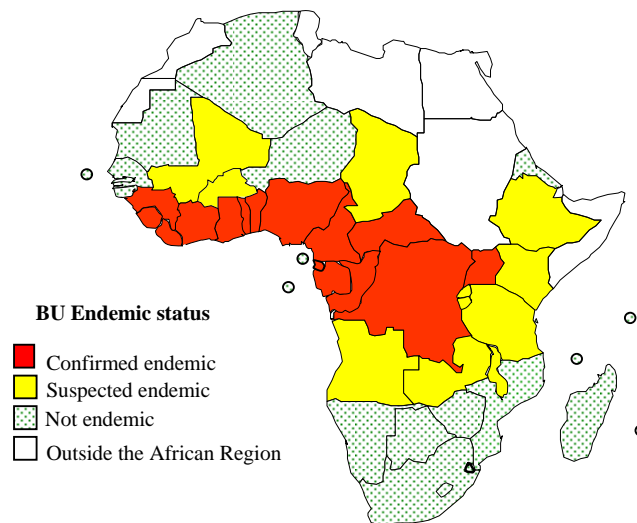 BU Endemic status
Confirmed endemic
Suspected endemic
Not endemic
Outside the African Region